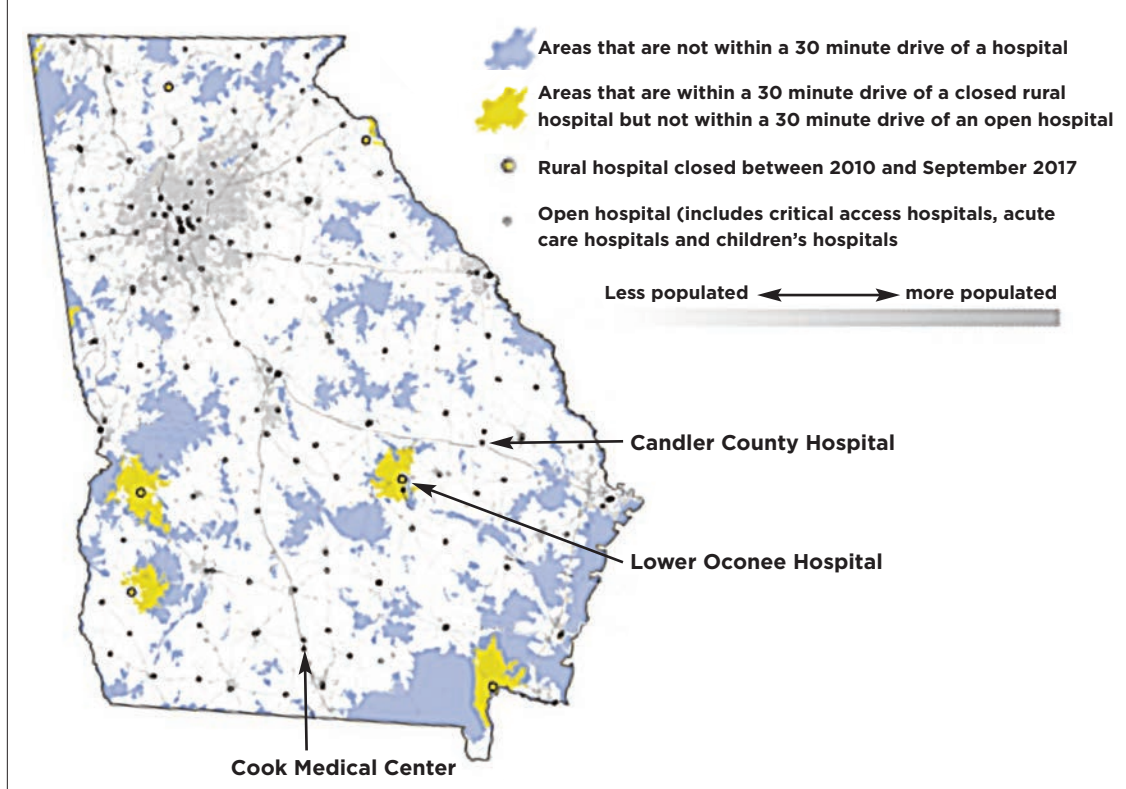 Areas that are not within a 30 minute drive of a hospital
Areas that are within a 30 minute drive of a closed rural
hospital but not within a 30 minute drive of an open hospital
Rural hospital closed between 2010 and September 2017
Open hospital (includes critical access hospitals, acute
care hospitals and children's hospitals
Less populated more populated
Candler County Hospital
Lower Oconee Hospital
Cook Medical Center